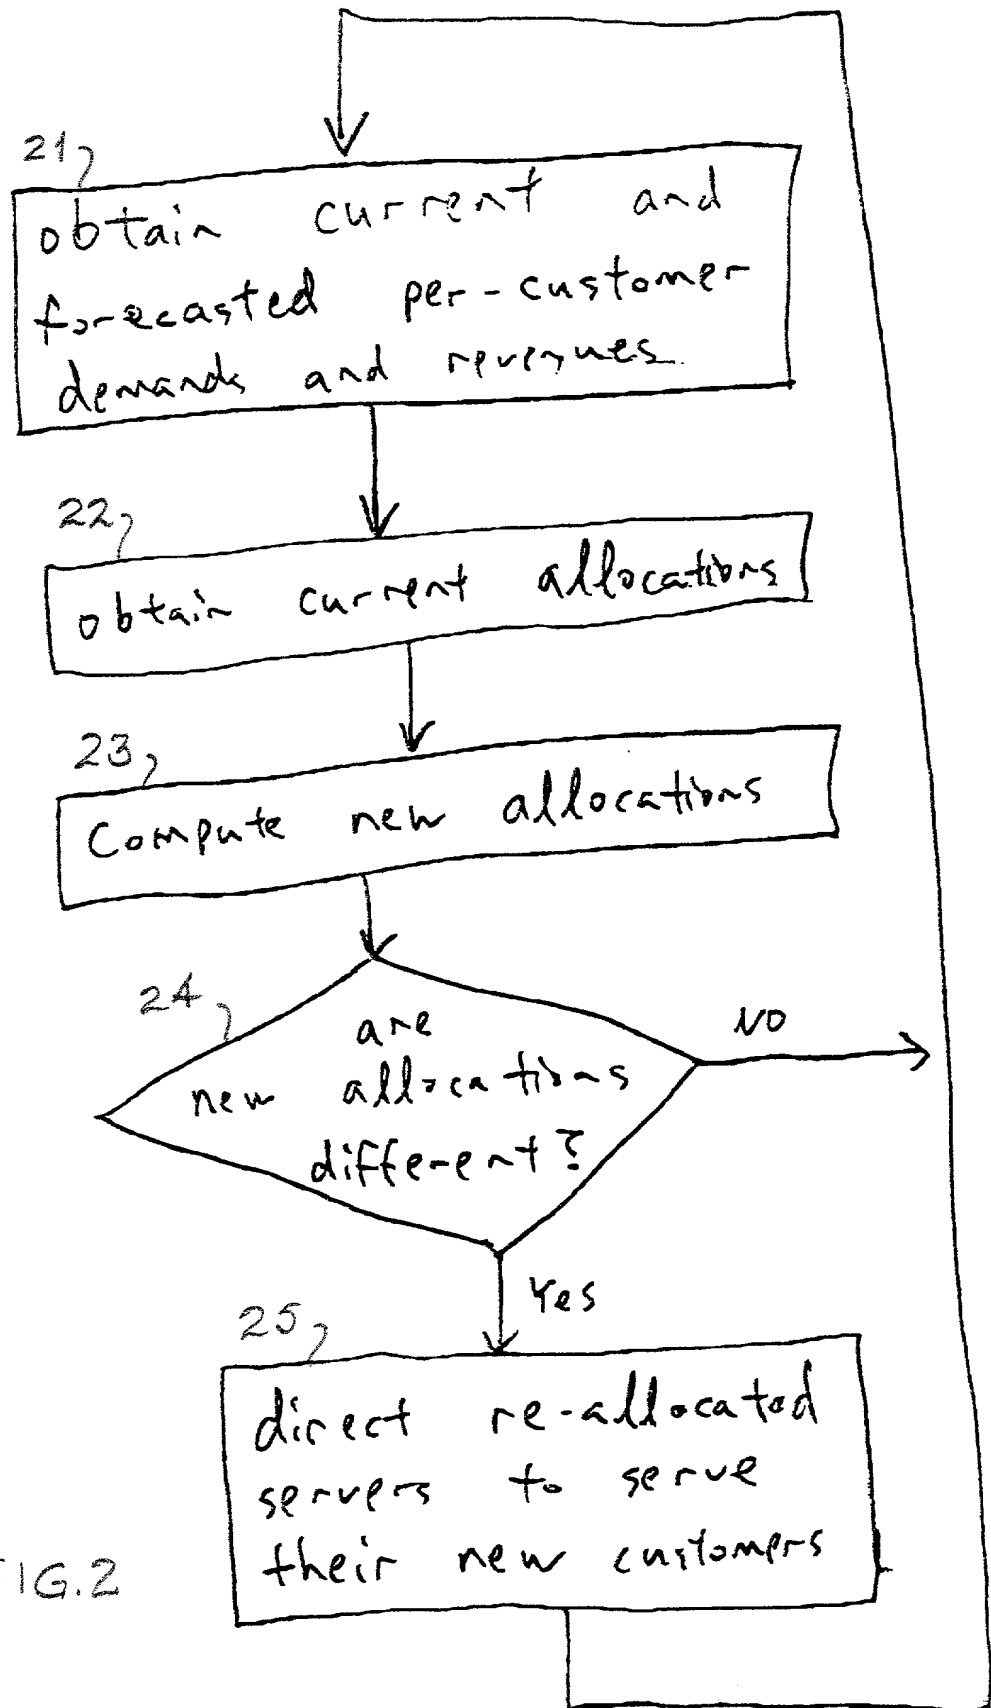 21
obtain current and
forecasted per-customer
demands and revenues
22
obtain current allocations
23
Compute new allocations
24
are
new allocations
different?
NO
Yes
25
direct re-allocated
servers to serve
their new customers
FIG.2